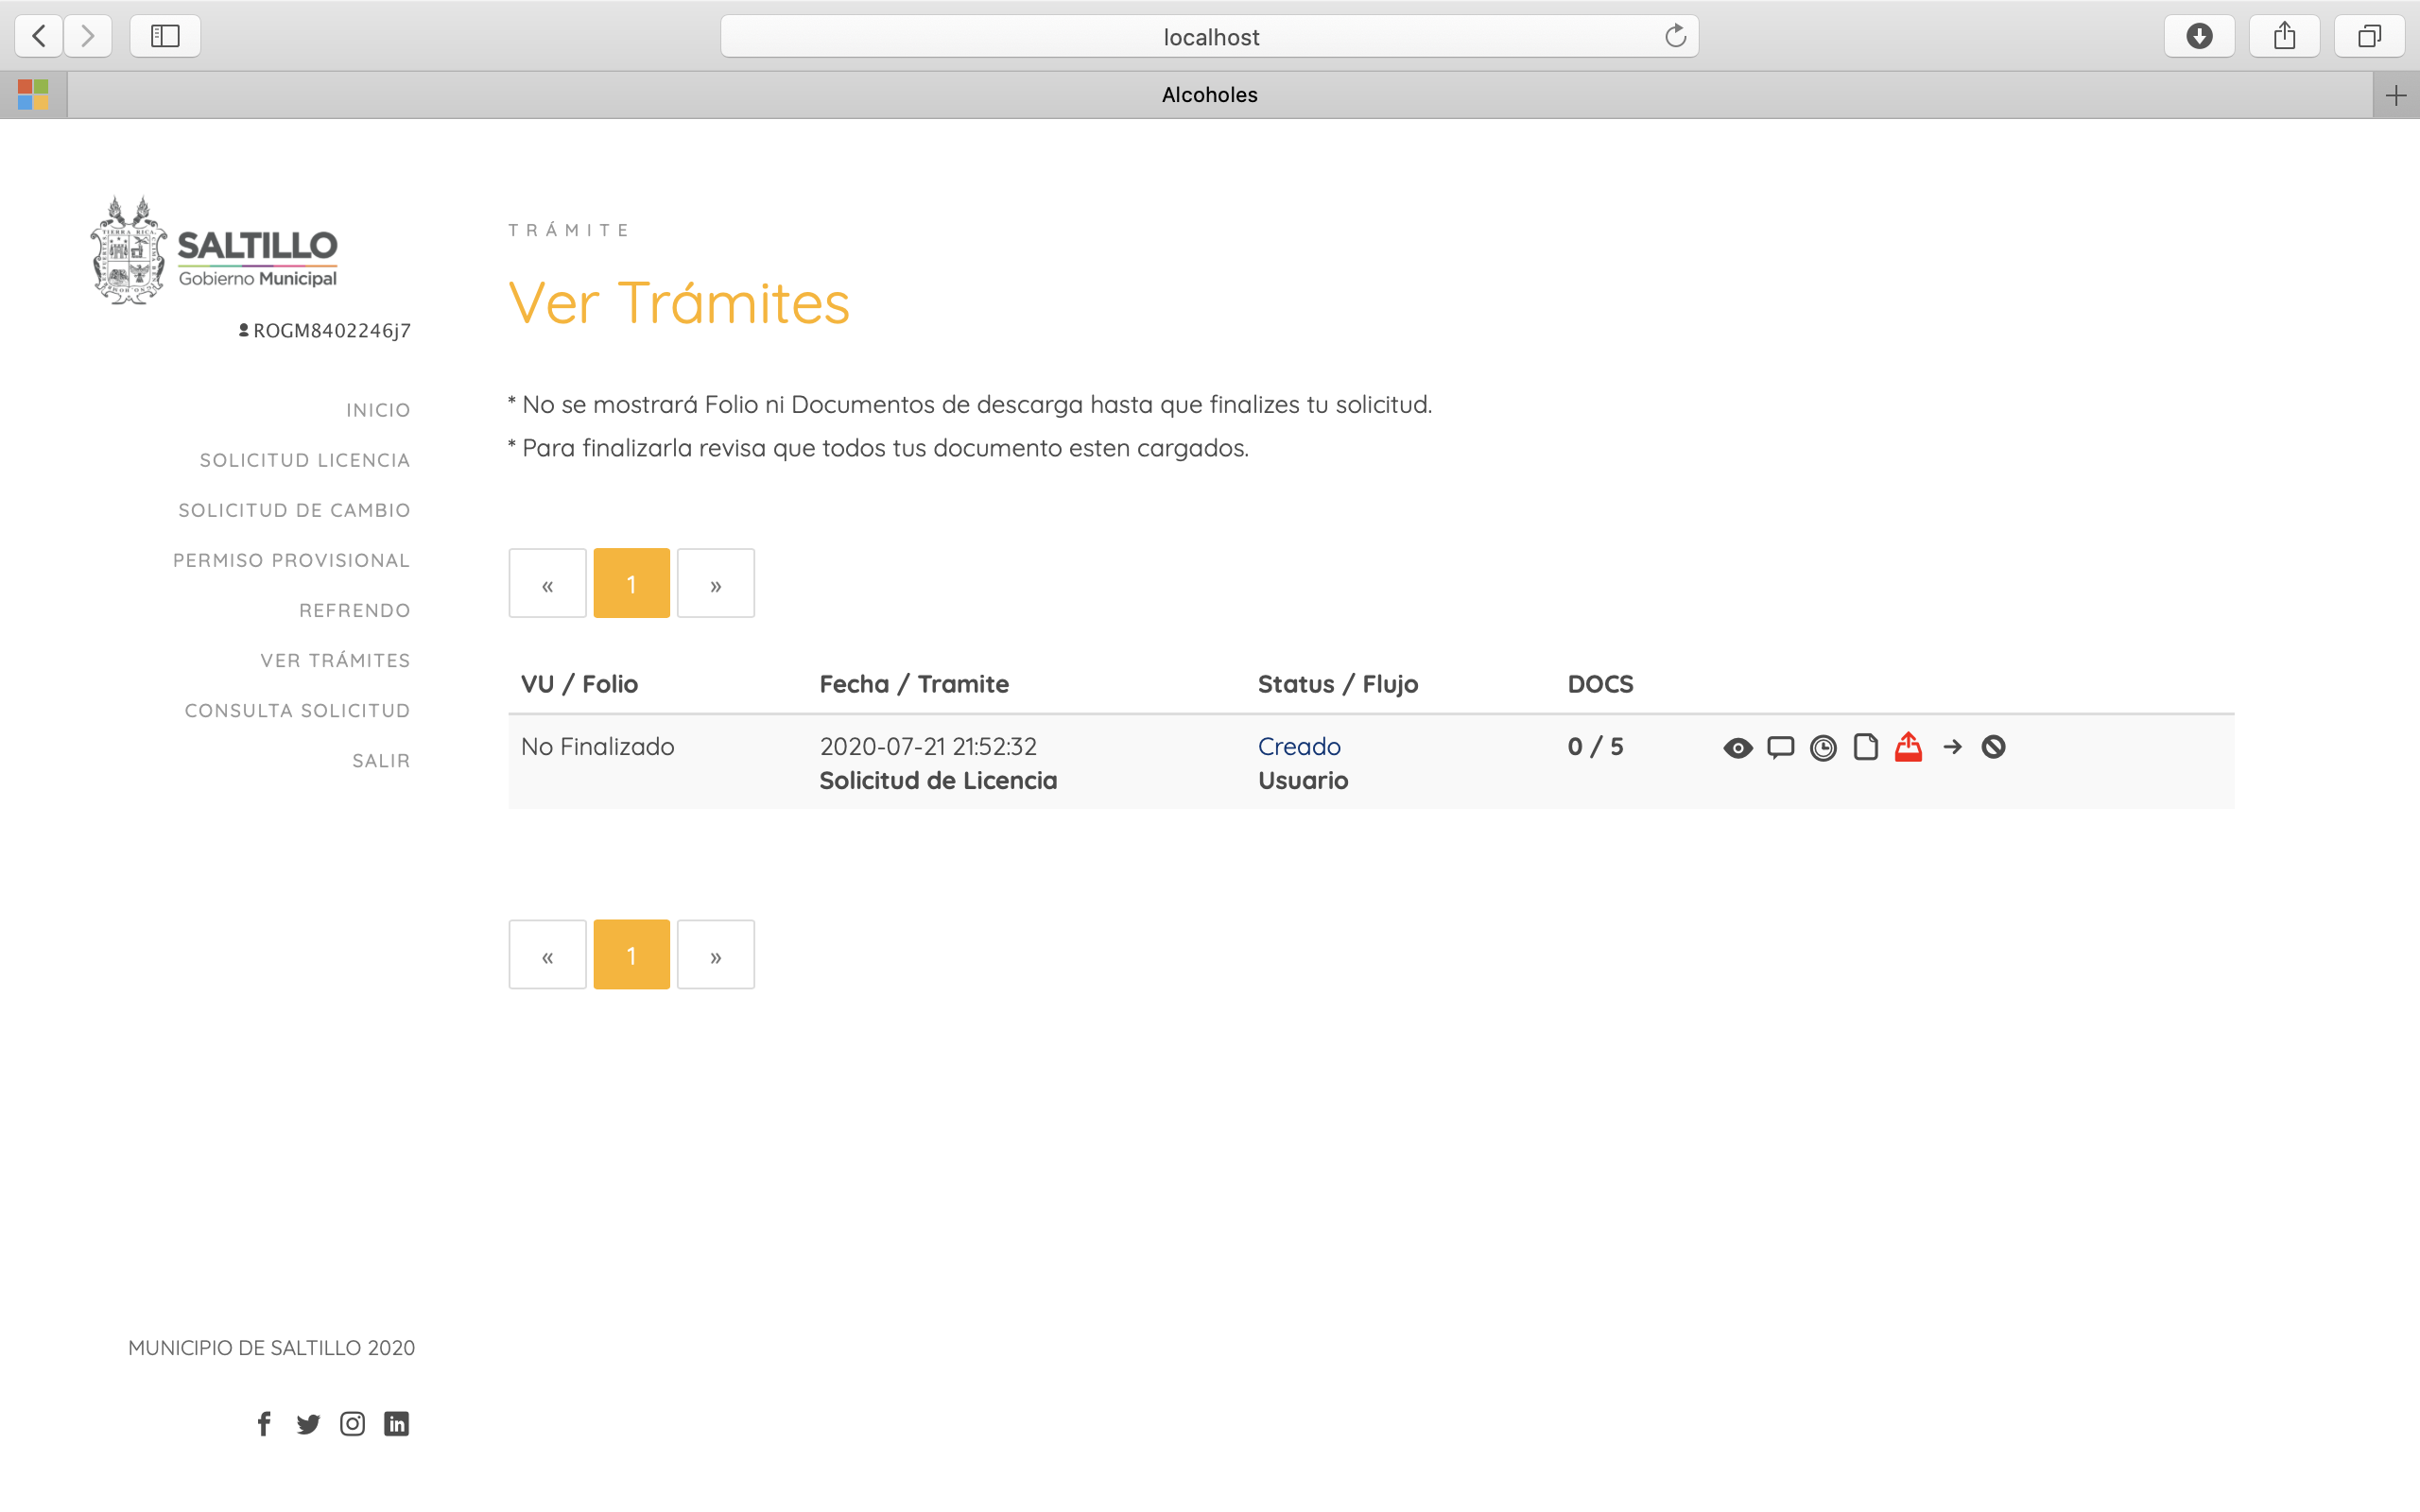 localhost
Alcoholes
SALTILLO
Gobierno Municipal
ROGM8402246j7
INICIO
SOLICITUD LICENCIA
SOLICITUD DE CAMBIO
PERMISO PROVISIONAL
REFRENDO
VER TRÁMITES
CONSULTA SOLICITUD
SALIR
MUNICIPIO DE SALTILLO 2020
TRÁMITE
Ver Trámites
* No se mostrará Folio ni Documentos de descarga hasta que finalizes tu solicitud.
* Para finalizarla revisa que todos tus documento esten cargados.
« 1 »
VU / Folio Fecha / Tramite Status / Flujo DOCS
No Finalizado 2020-07-21 21:52:32 Creado 0 / 5
Solicitud de Licencia Usuario
« 1 »